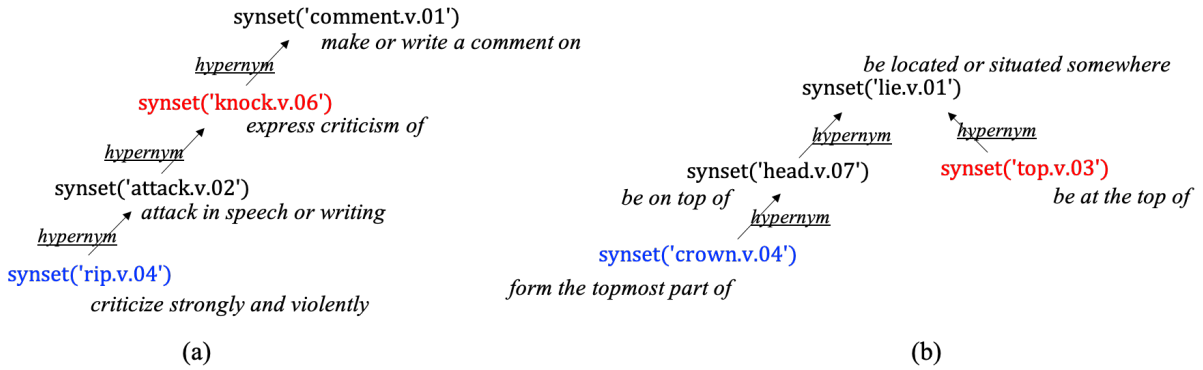 synset('comment.v.01')
make or write a comment on
hypernym
synset('knock.v.06')
express criticism of
hypernym
synset('attack.v.02')
attack in speech or writing
hypernym
synset('rip.v.04')
criticize strongly and violently
(a)
be located or situated somewhere
synset('lie.v.01')
hypernym
hypernym
synset('head.v.07')
synset('top.v.03')
be on top of
be at the top of
hypernym
synset('crown.v.04')
form the topmost part of
(b)